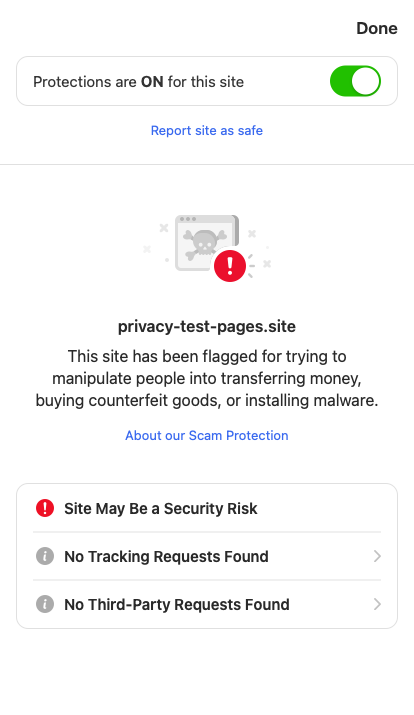 Done
Protections are ON for this site
Report site as safe
privacy-test-pages.site
This site has been flagged for trying to
manipulate people into transferring money,
buying counterfeit goods, or installing malware.
About our Scam Protection
Site May Be a Security Risk
No Tracking Requests Found
No Third-Party Requests Found